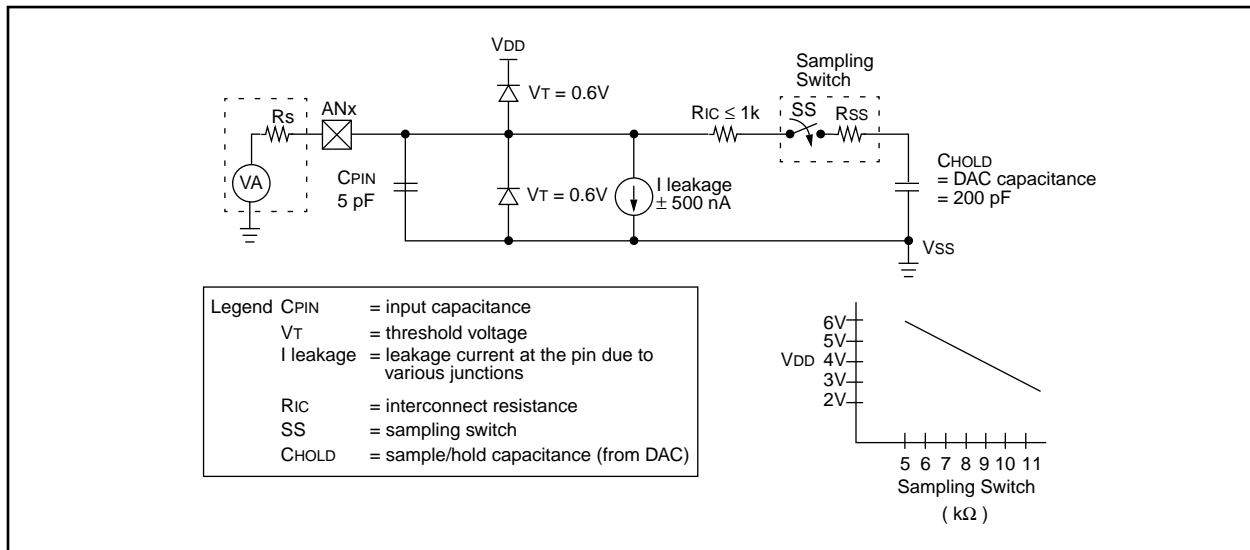 VDD
Sampling
Switch
VT = 0.6V
RIC ≤ 1k
SS
RSS
Rs
ANx
CHOLD
= DAC capacitance
= 200 pF
VA
CPIN
5 pF
VT = 0.6V
I leakage
± 500 nA
VSS
Legend CPIN = input capacitance
VT = threshold voltage
I leakage = leakage current at the pin due to
various junctions
RIC = interconnect resistance
SS = sampling switch
CHOLD = sample/hold capacitance (from DAC)
6V
5V
VDD 4V
3V
2V
5 6 7 8 9 10 11
Sampling Switch
( kΩ )